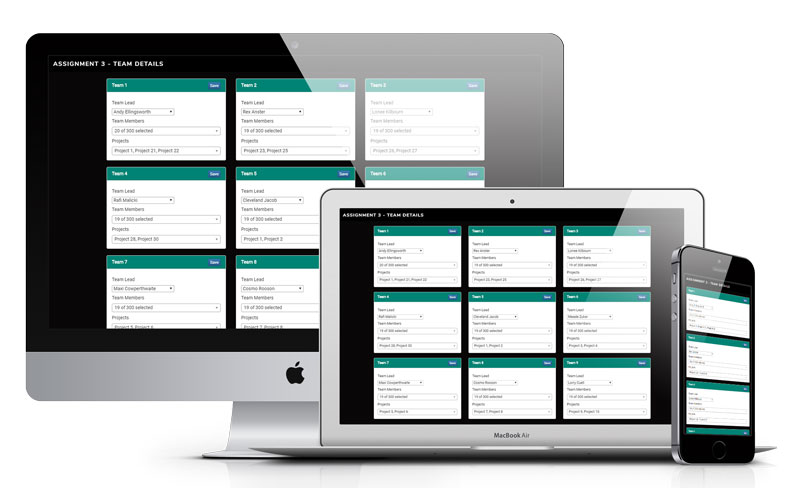 ASSIGNMENT 3 - TEAM DETAILS
Team 1 Save Team 2 Save Team 3 Save
Team Lead Team Lead Team Lead
Andy Ellingsworth Rex Anster Kilbourn
Team Members Team Members Team Members
20 of 300 selected 19 of 300 selected 19 of 300 selected
Projects Projects Projects
Project 1, Project 21, Project 22 Project 23, Project 25 Project 26, Project 27
Team 4 Save Team 5 Save Team 6 Save
Team Lead Team Lead
Rafi Malicki Cleveland Jacob
Team Members Team Members
19 of 300 selected 19 of 300 selected
Projects Projects
Project 28, Project 30 Project 1, Project 2
Team 7 Save Team 8
Team Lead Team Lead
Maxi Cowperthwaite Cosmo Rooson
Team Members Team Members
19 of 300 selected 19 of 300 selected
Projects Projects
Project 5, Project 6 Project 7, Project 8
ASSIGNMENT 3 - TEAM DETAILS
Team 1 Save Team 2 Save Team 3 Save
Team Lead Team Lead Team Lead
Andy Ellingsworth Rex Anster Kilbourn
Team Members Team Members Team Members
20 of 300 selected 19 of 300 selected 19 of 300 selected
Projects Projects Projects
Project 1, Project 21, Project 22 Project 23, Project 25 Project 26, Project 27
Team 4 Save Team 5 Save Team 6 Save
Team Lead Team Lead Team Lead
Rafi Malicki Cleveland Jacob
Team Members Team Members Team Members
19 of 300 selected 19 of 300 selected 19 of 300 selected
Projects Projects Projects
Project 28, Project 30 Project 1, Project 2 Project 3, Project 4
Team 7 Save Team 8 Save Team 9 Save
Team Lead Team Lead Team Lead
Maxi Cowperthwaite Cosmo Rooson
Team Members Team Members Team Members
19 of 300 selected 19 of 300 selected 19 of 300 selected
Projects Projects Projects
Project 5, Project 6 Project 7, Project 8 Project 9, Project 10
MacBook Air
ASSIGNMENT 3 - TEAM DETAILS